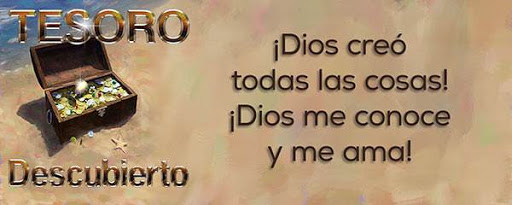 TESORO
Descubierto
¡Dios creó
todas las cosas!
¡Dios me conoce
y me ama!